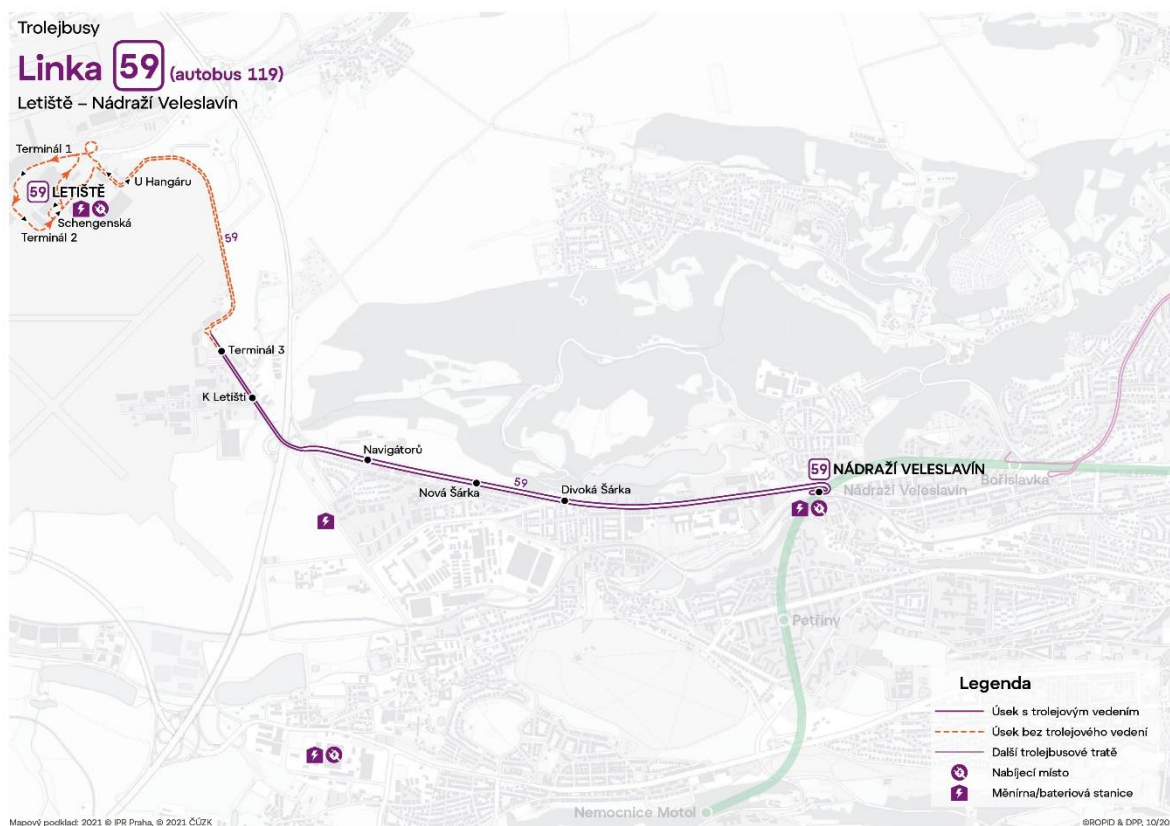 Trolejbusy
Linka 59 (autobus 119)
Letiště – Nádraží Veleslavín
Terminál 1
U Hangáru
59 LETIŠTĚ
Schengenská
Terminál 2
59
Terminál 3
K Letišti
Navigátorů
Nová Šárka
59
Divoká Šárka
59 NÁDRAŽÍ VELESLAVÍN
Nádraží Veleslavín
Bořislavka
Petřiny
Nemocnice Motol
Legenda
Úsek s trolejovým vedením
Úsek bez trolejového vedení
Další trolejbusové tratě
Nabíjecí místo
Měnírna/bateriová stanice
Mapový podklad: 2021 © IPR Praha, © 2021 ČÚZK
©ROPID & DPP, 10/20